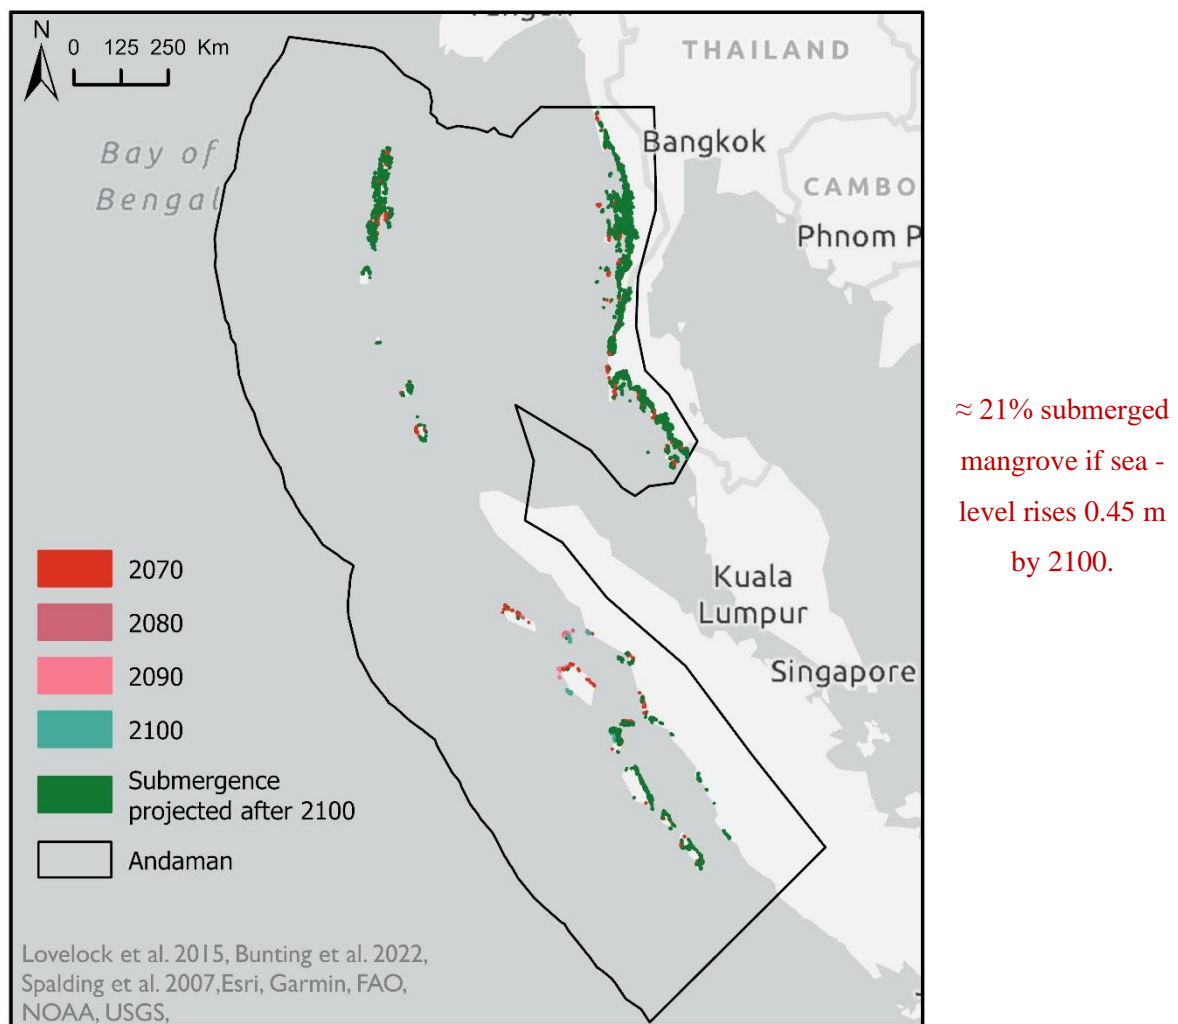 Yangon
N
0 125 250 Km
THAILAND
Bay of
Bengal
Bangkok
CAMBO
Phnom P
≈ 21% submerged
mangrove if sea -
level rises 0.45 m
by 2100.
Kuala
Lumpur
Singapore
2070
2080
2090
2100
Submergence
projected after 2100
Andaman
Lovelock et al. 2015, Bunting et al. 2022,
Spalding et al. 2007,Esri, Garmin, FAO,
NOAA, USGS,